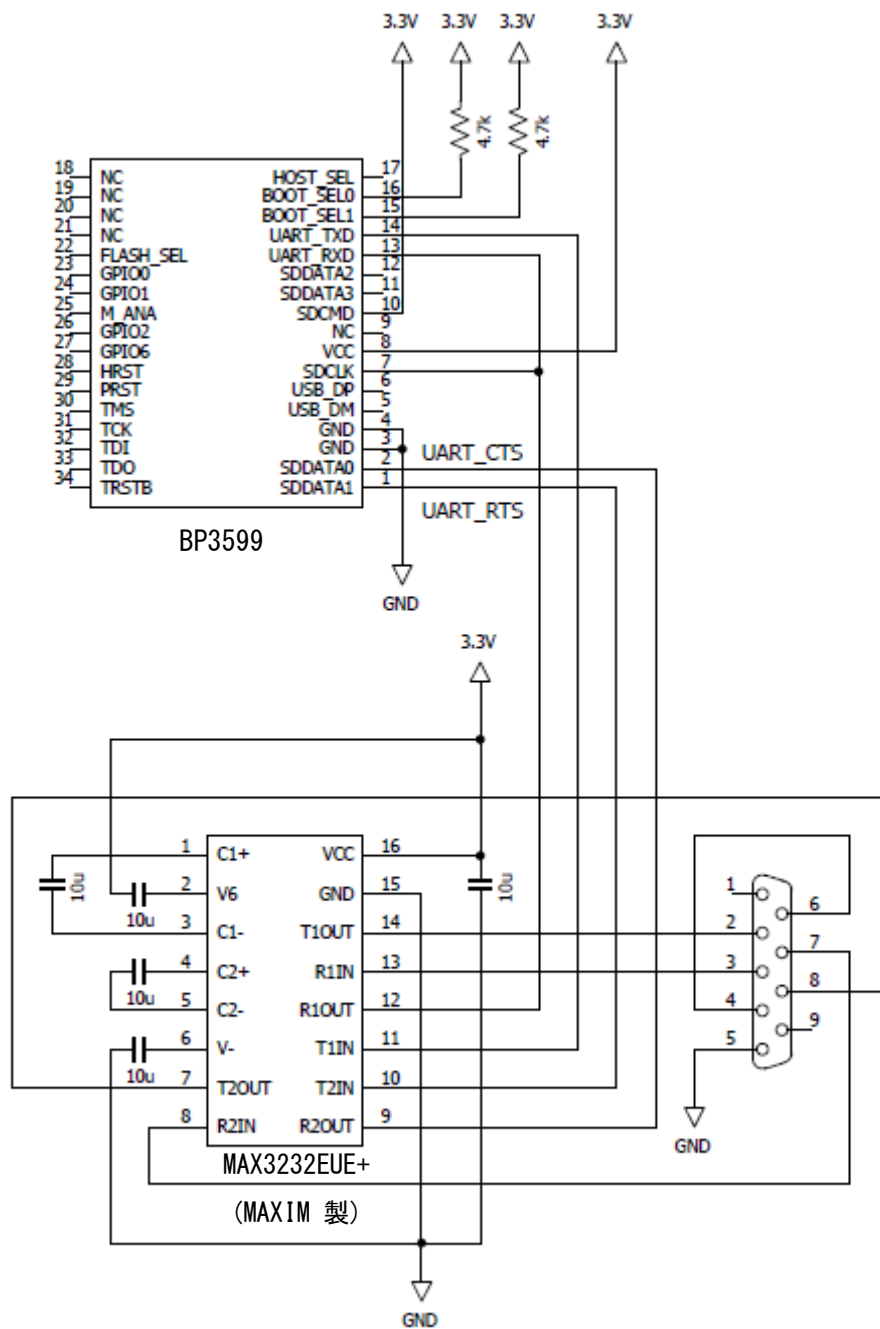 3.3V 3.3V 3.3V 3.3V
4.7k 4.7k
18 NC HOST_SEL 17
19 NC BOOT_SEL0 16
20 NC BOOT_SEL1 15
21 NC UART_TXD 14
22 FLASH_SEL UART_RXD 13
23 GPIO0 SDDATA2 12
24 GPIO1 SDDATA3 11
25 M_ANA SDCMD 10
26 GPIO2 NC 9
27 GPIO6 VCC 8
28 HRST SDCLK 7
29 PRST USB_DP 6
30 TMS USB_DM 5
31 TCK GND 4
32 TDI GND 3
UART_CTS
33 TDO SDDATA0 2
34 TRSTB SDDATA1 1
UART_RTS
BP3599
GND
3.3V
1 C1+ VCC 16
10u
2 V6 GND 15
10u
10u
3 C1- T1OUT 14
4 C2+ R1IN 13
10u
5 C2- R1OUT 12
6 V- T1IN 11
10u
7 T2OUT T2IN 10
8 R2IN R2OUT 9
MAX3232EUE+
(MAXIM 製)
GND
1
6
2
7
3
8
4
9
5
GND